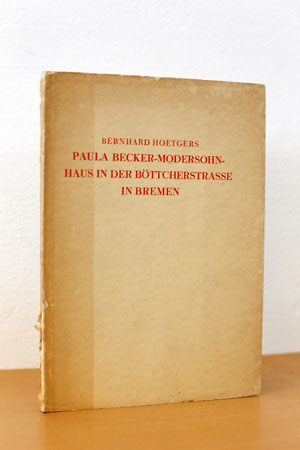 BERNHARD HOETGERS
PAULA BECKER-MODERSOHN-
HAUS IN DER BÖTTCHERSTRASSE
IN BREMEN